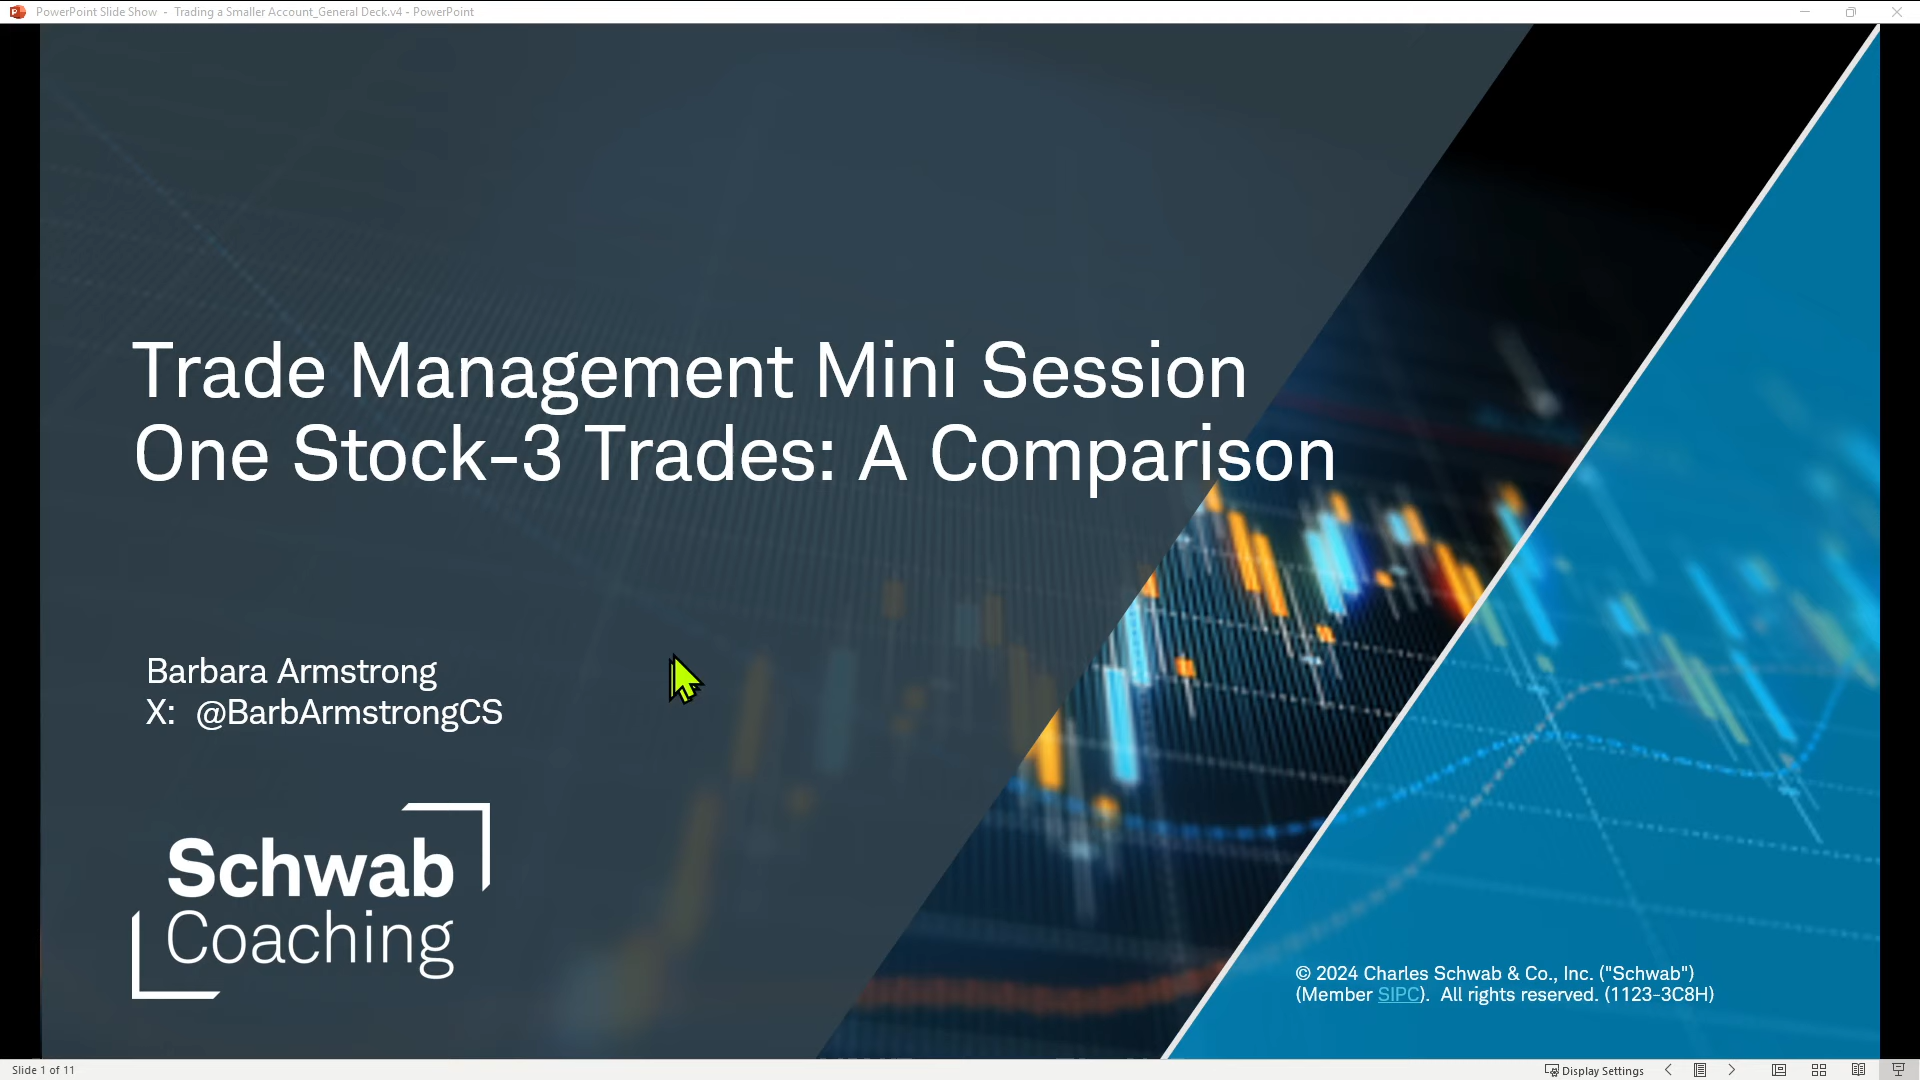 PowerPoint Slide Show - Trading a Smaller Account_General Deck.v4 - PowerPoint
Trade Management Mini Session
One Stock-3 Trades: A Comparison
Barbara Armstrong
X: @BarbArmstrongCS
Schwab
Coaching
© 2024 Charles Schwab & Co., Inc. ("Schwab")
(Member SIPC). All rights reserved. (1123-3C8H)
Slide 1 of 11
Display Settings